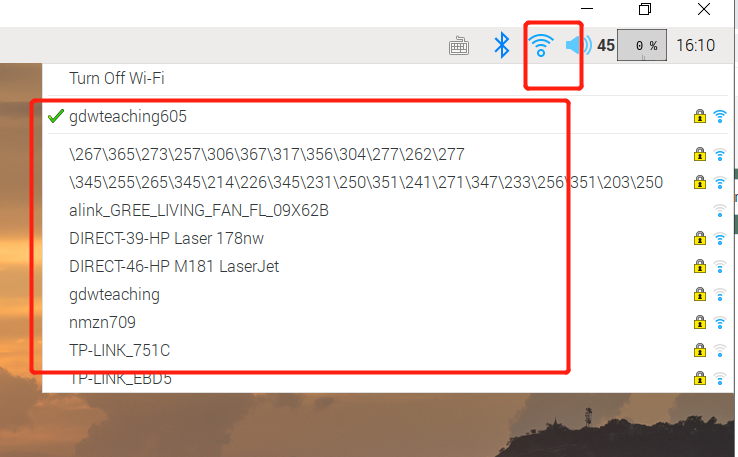 45 0 % 16:10
Turn Off Wi-Fi
gdwteaching605
\267\365\273\257\306\367\317\356\304\277\262\277
\345\255\265\345\214\226\345\231\250\351\241\271\347\233\256\351\203\250
alink_GREE_LIVING_FAN_FL_09X62B
DIRECT-39-HP Laser 178nw
DIRECT-46-HP M181 LaserJet
gdwteaching
nmzn709
TP-LINK_751C
TP-LINK_EBD5